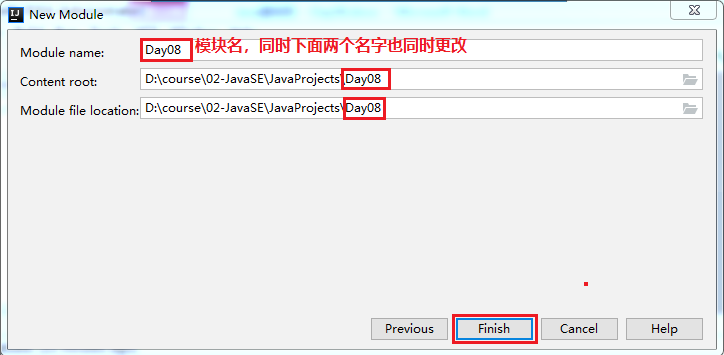 New Module
Module name: Day08 模块名，同时下面两个名字也同时更改
Content root: D:\course\02-JavaSE\JavaProjects\Day08
Module file location: D:\course\02-JavaSE\JavaProjects\Day08
Previous Finish Cancel Help